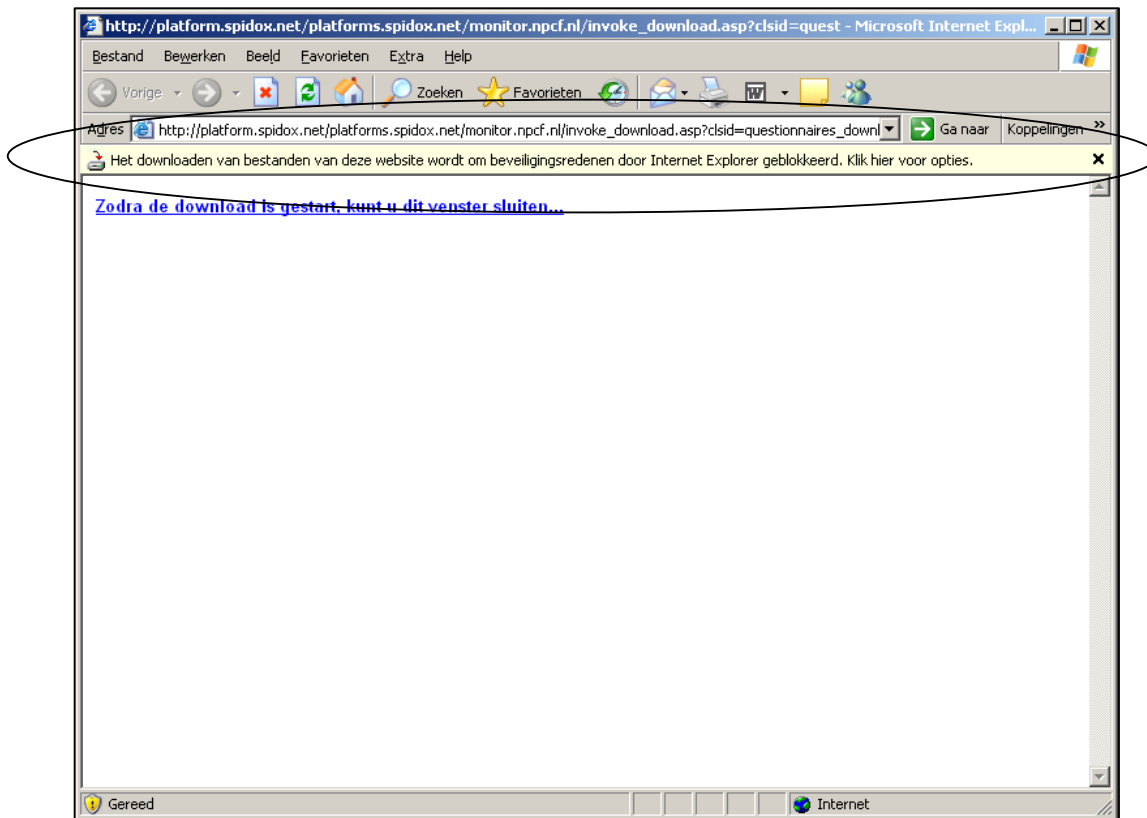 http://platform.spidox.net/platforms.spidox.net/monitor.npcf.nl/invoke_download.asp?clsid=quest - Microsoft Internet Expl...
Bestand Bewerken Beeld Favorieten Extra Help
Vorige Zoeken Favorieten
Adres http://platform.spidox.net/platforms.spidox.net/monitor.npcf.nl/invoke_download.asp?clsid=questionnaires_downl Ga naar Koppelingen »
Het downloaden van bestanden van deze website wordt om beveiligingsredenen door Internet Explorer geblokkeerd. Klik hier voor opties.
Zodra de download is gestart, kunt u dit venster sluiten...
Gereed Internet